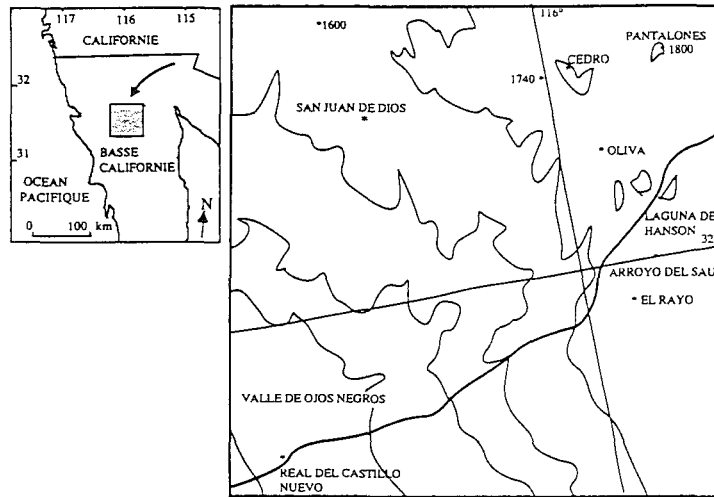 117
116
115
CALIFORNIE
32
31
BASSE
CALIFORNIE
OCEAN
PACIFIQUE
N
0 100 km
116°
1600
PANTALONES
1800
CEDRO
1740
SAN JUAN DE DIOS
OLIVA
LAGUNA DE
HANSON
32
ARROYO DEL SAU
EL RAYO
VALLE DE OJOS NEGROS
REAL DEL CASTILLO
NUEVO